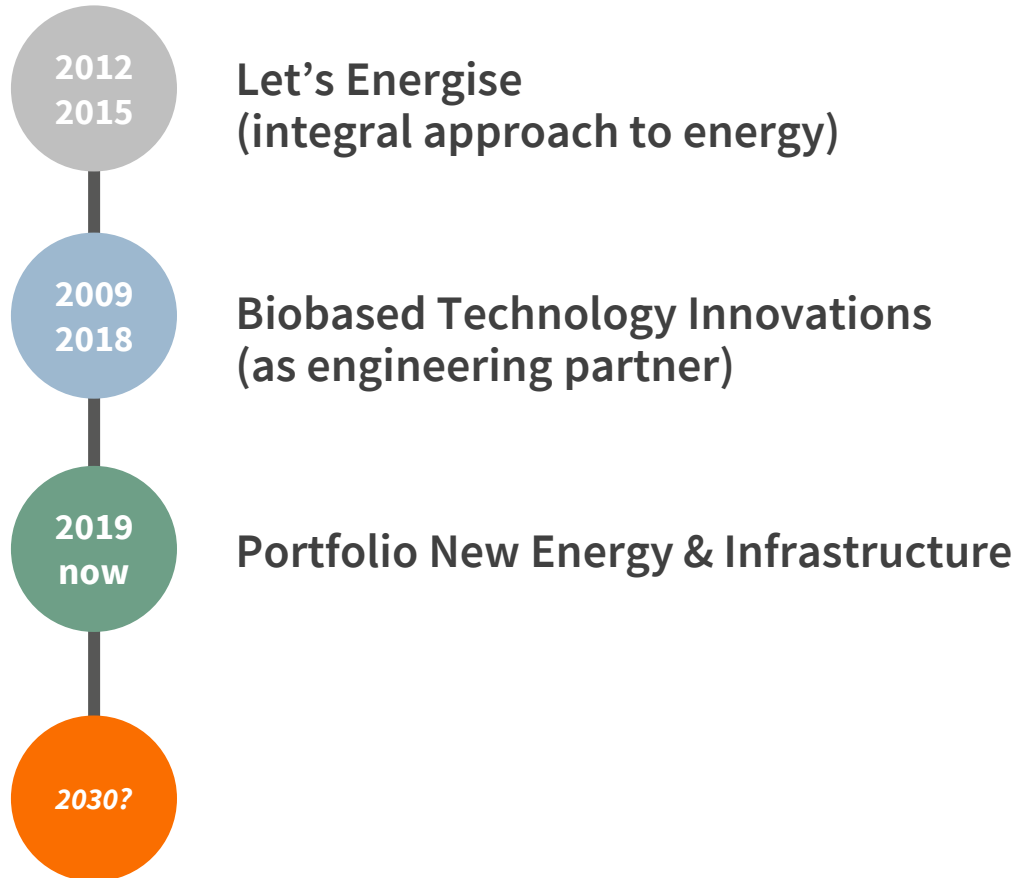 2012
2015
Let’s Energise
(integral approach to energy)
2009
2018
Biobased Technology Innovations
(as engineering partner)
2019
now
Portfolio New Energy & Infrastructure
2030?